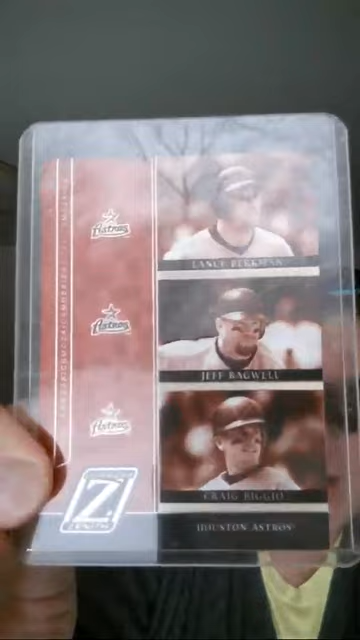 Astros
LANCE BERKMAN
Astros
JEFF BAGWELL
Astros
CRAIG BIGGIO
Z
ZENITH
HOUSTON ASTROS